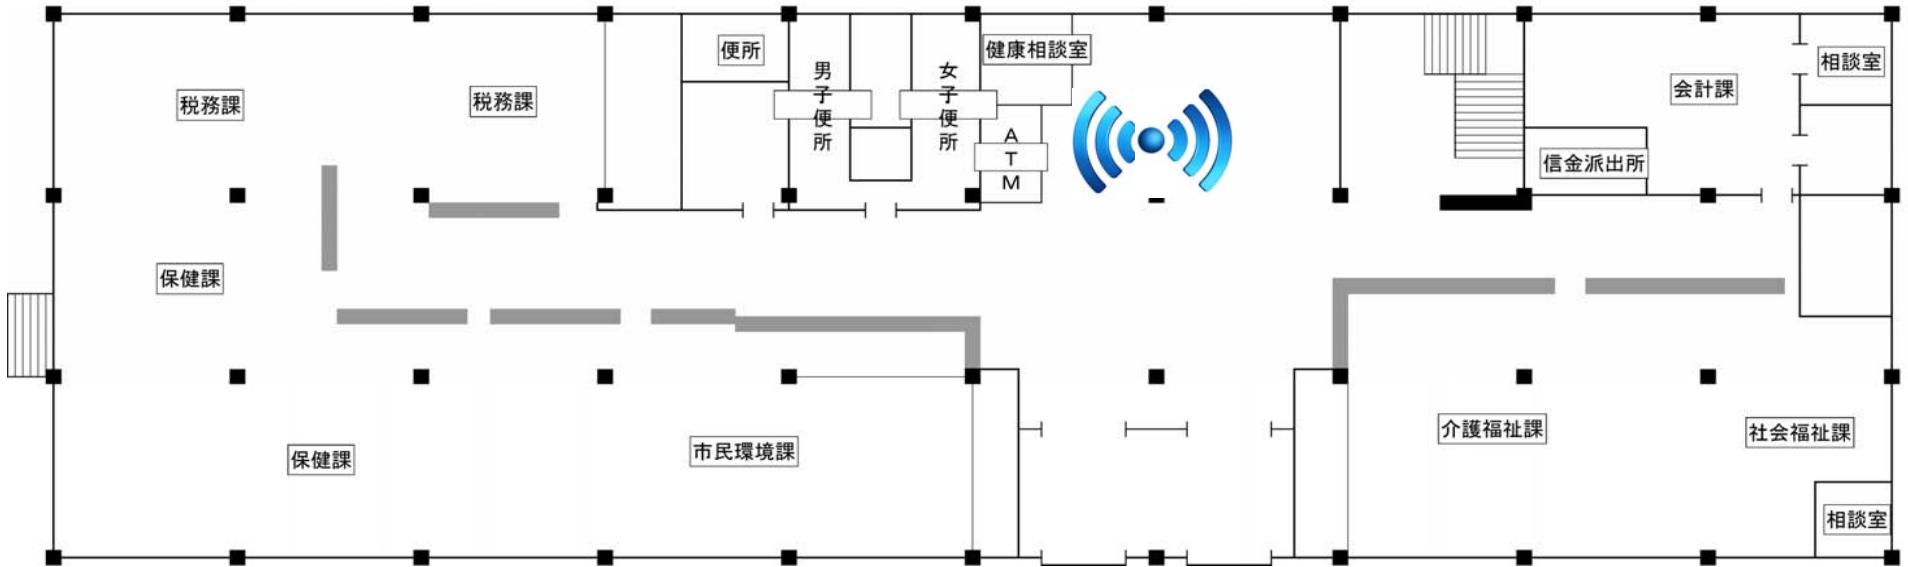 便所
健康相談室
男子便所
女子便所
相談室
税務課
税務課
会計課
ATM
信金派出所
保健課
介護福祉課
社会福祉課
市民環境課
保健課
相談室